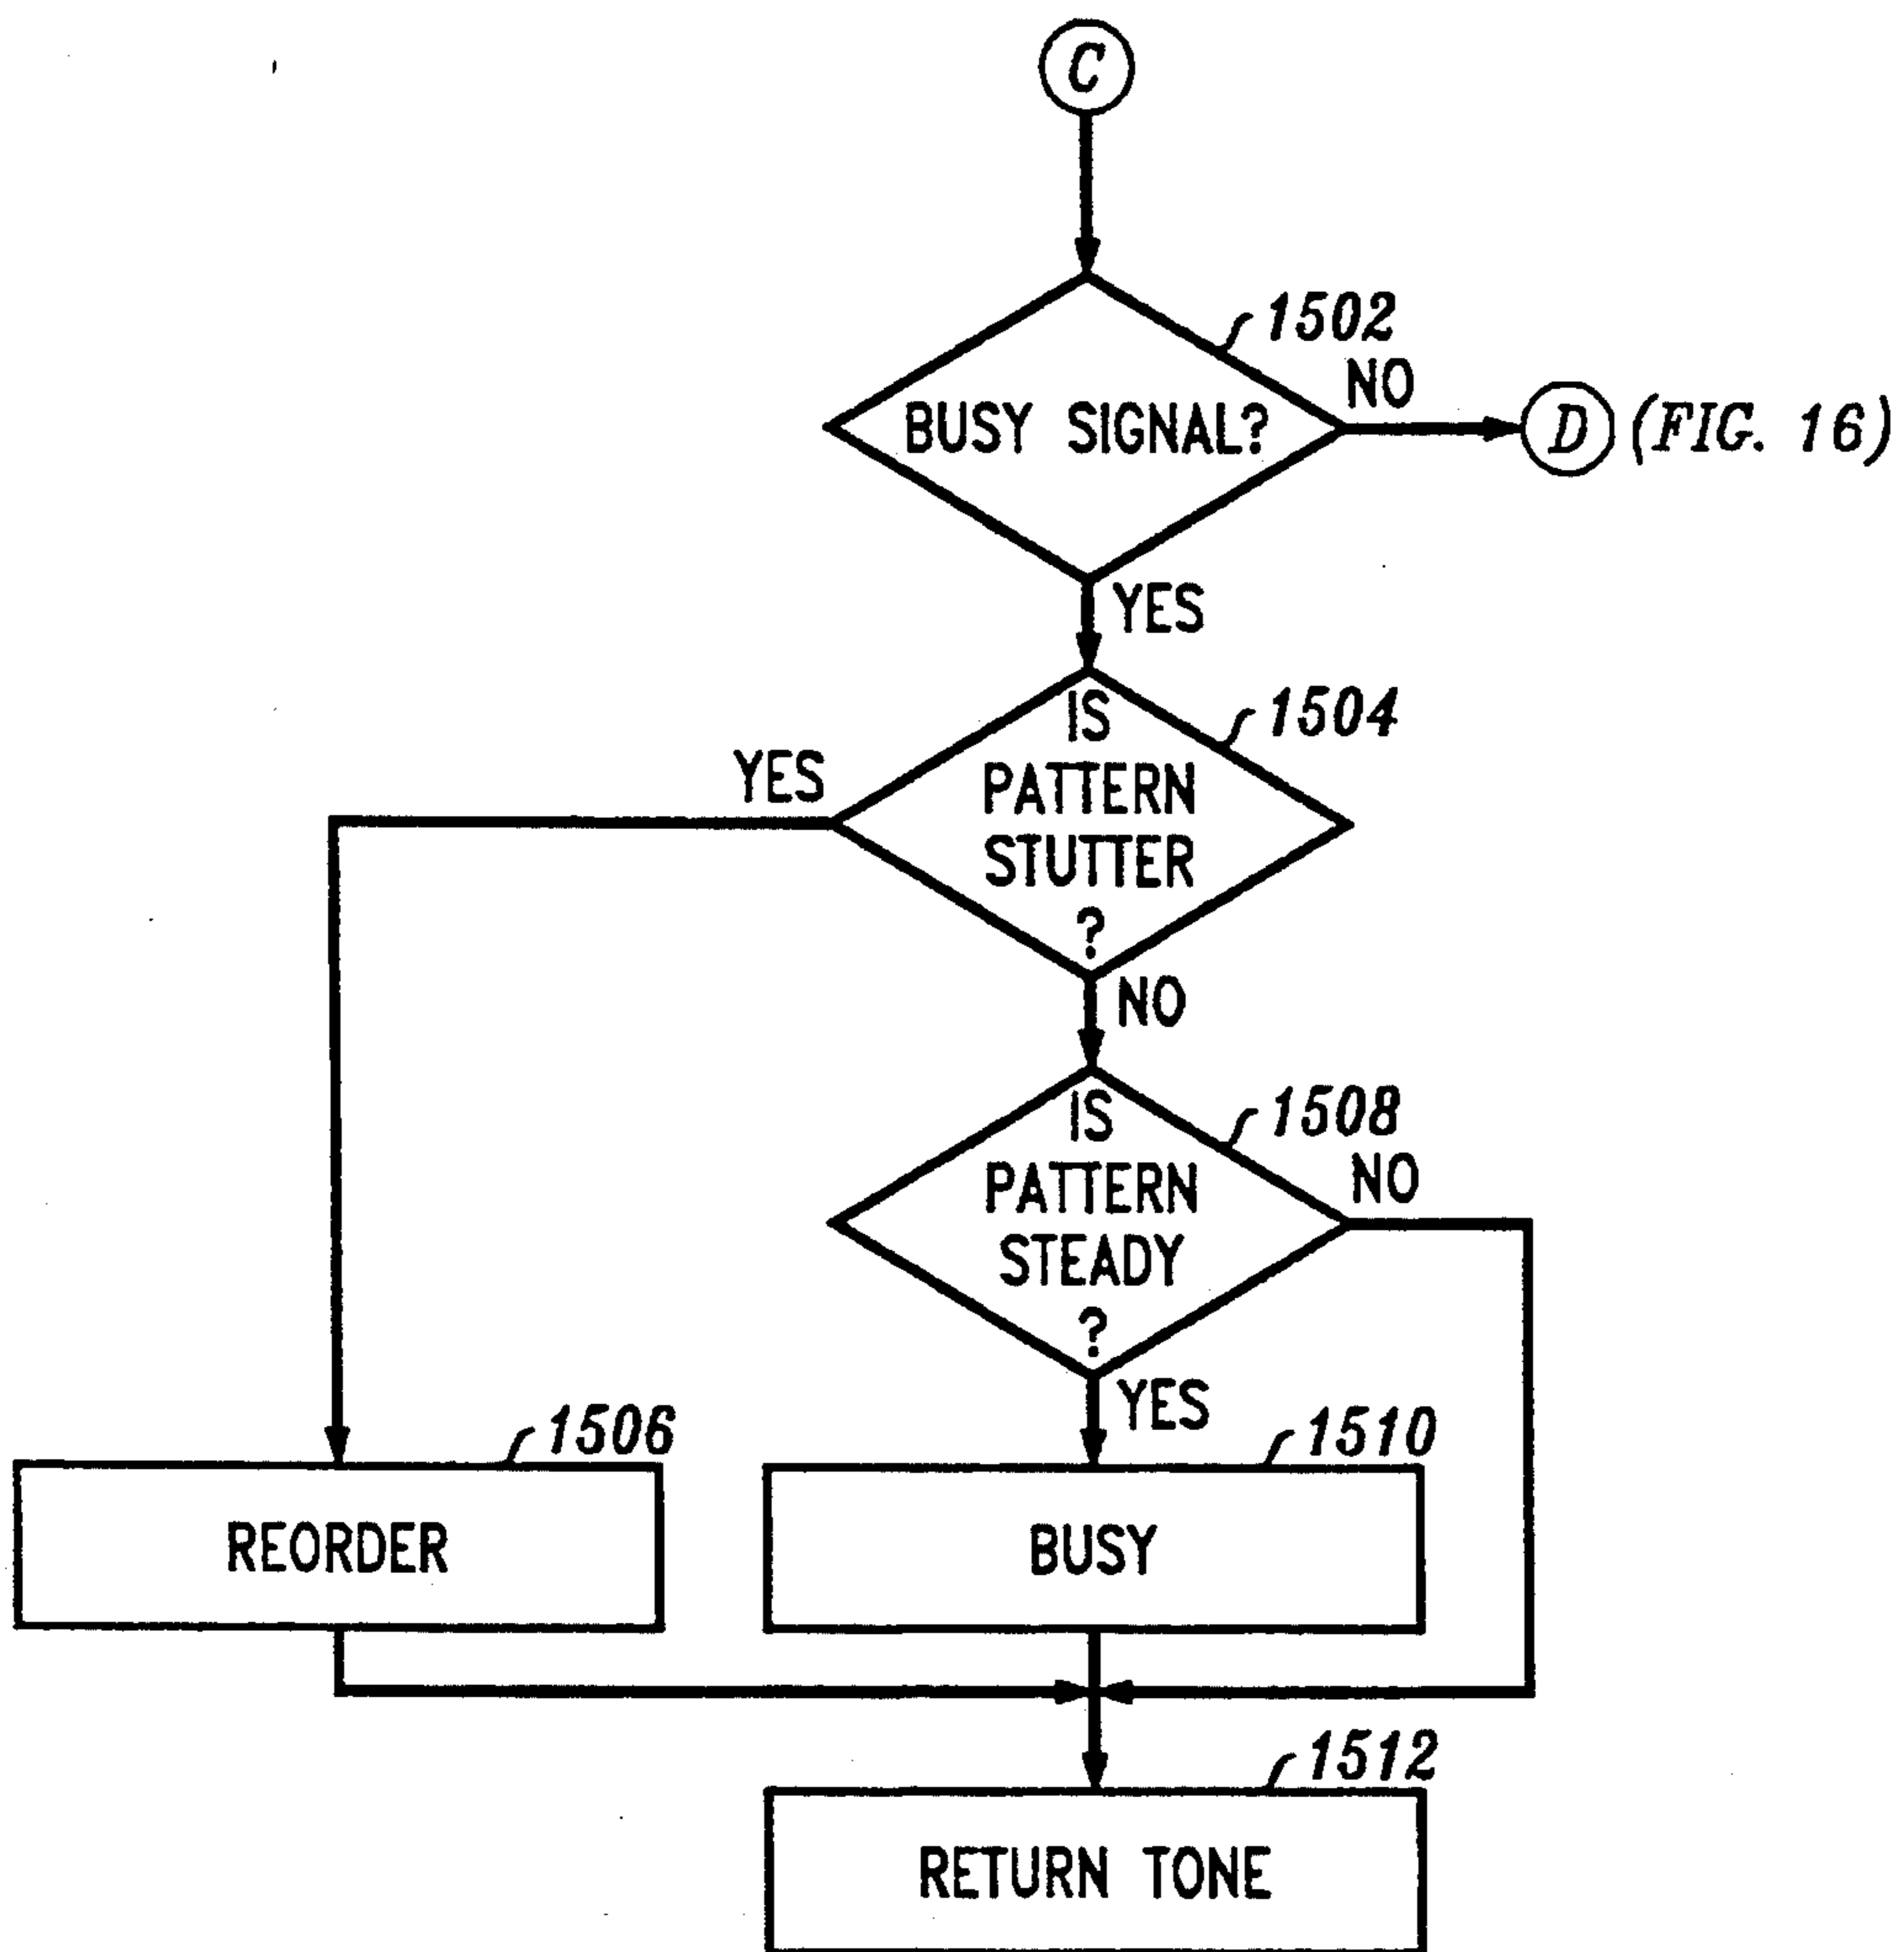 C
1502
NO
BUSY SIGNAL?
D (FIG. 16)
YES
1504
IS
PATTERN
STUTTER
?
YES
NO
1508
IS
PATTERN
STEADY
?
NO
YES
1506
REORDER
1510
BUSY
1512
RETURN TONE